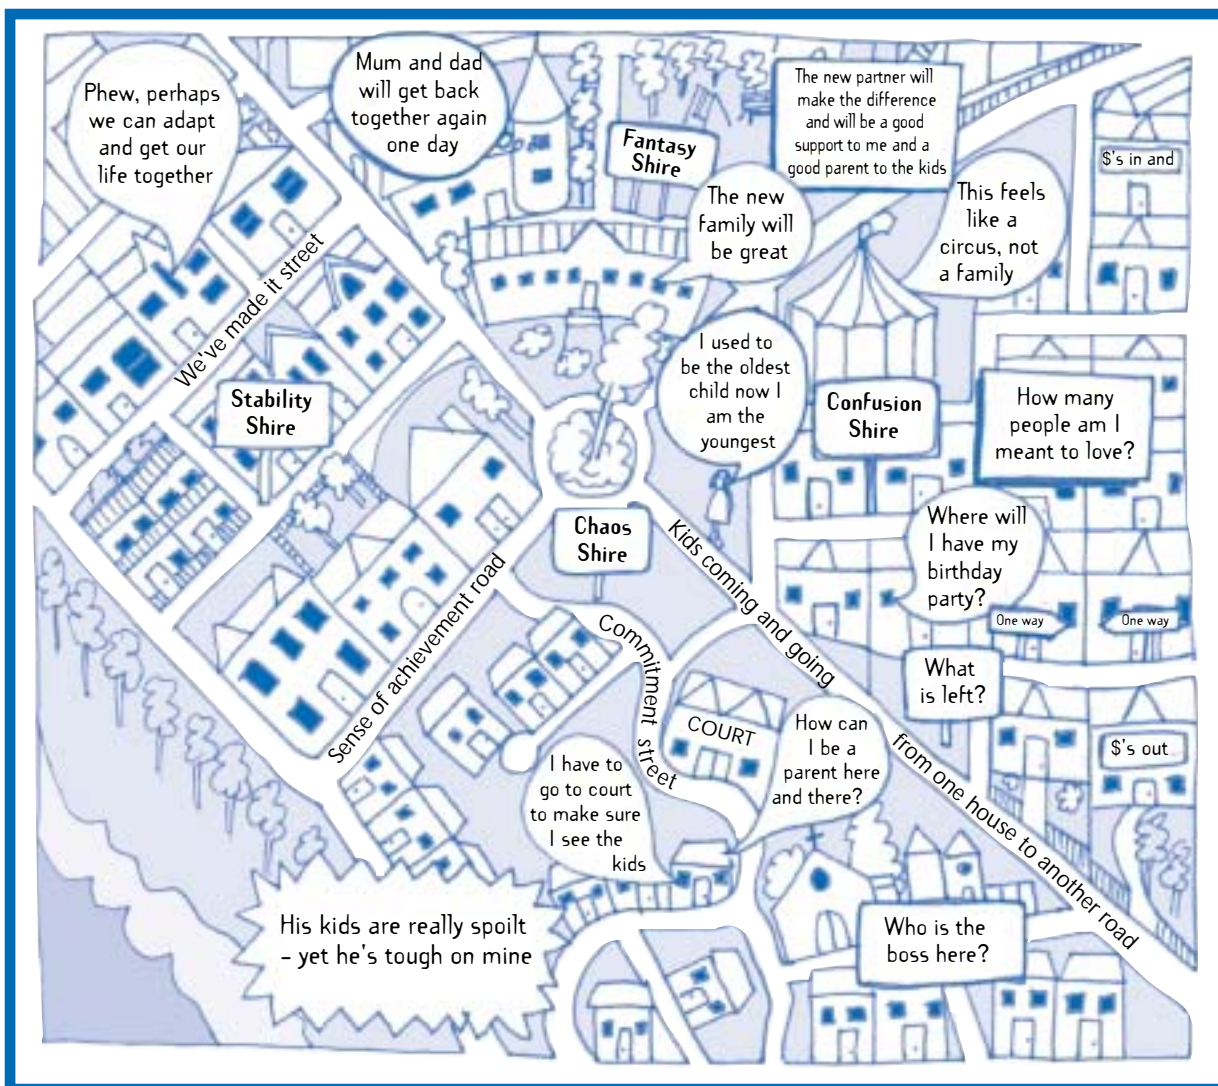 Phew, perhaps
we can adapt
and get our
life together
Mum and dad
will get back
together again
one day
Fantasy
Shire
The new partner will
make the difference
and will be a good
support to me and a
good parent to the kids
$'s in and
The new
family will
be great
This feels
like a
circus, not
a family
We've made it street
Stability
Shire
I used to
be the oldest
child now I
am the
youngest
Confusion
Shire
How many
people am I
meant to love?
Chaos
Shire
Kids coming and going
from one house to another road
Where will
I have my
birthday
party?
One way
One way
Sense of achievement road
Commitment
street
What
is left?
COURT
$'s out
How can
I be a
parent here
and there?
I have to
go to court
to make sure
I see the
kids
His kids are really spoilt
– yet he's tough on mine
Who is the
boss here?